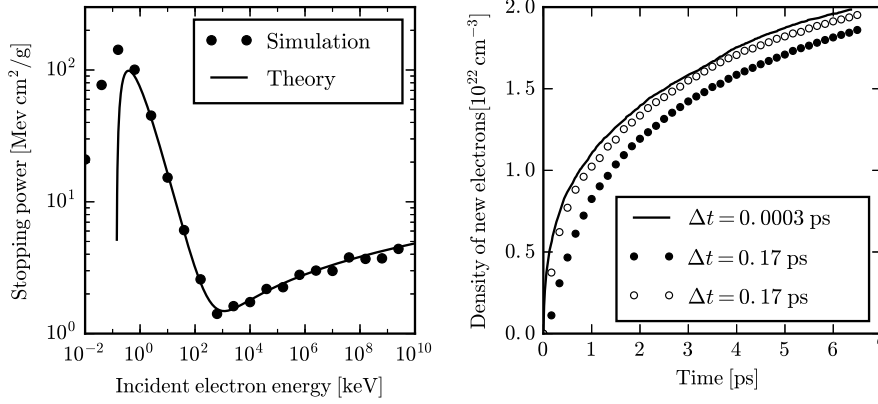 Stopping power [Mev cm²/g]
10²
10¹
10⁰
Simulation
Theory
10⁻² 10⁰ 10² 10⁴ 10⁶ 10⁸ 10¹⁰
Incident electron energy [keV]
Density of new electrons[10²² cm⁻³]
2.0
1.5
1.0
0.5
0.0
Δt = 0.0003 ps
Δt = 0.17 ps
Δt = 0.17 ps
0 1 2 3 4 5 6
Time [ps]